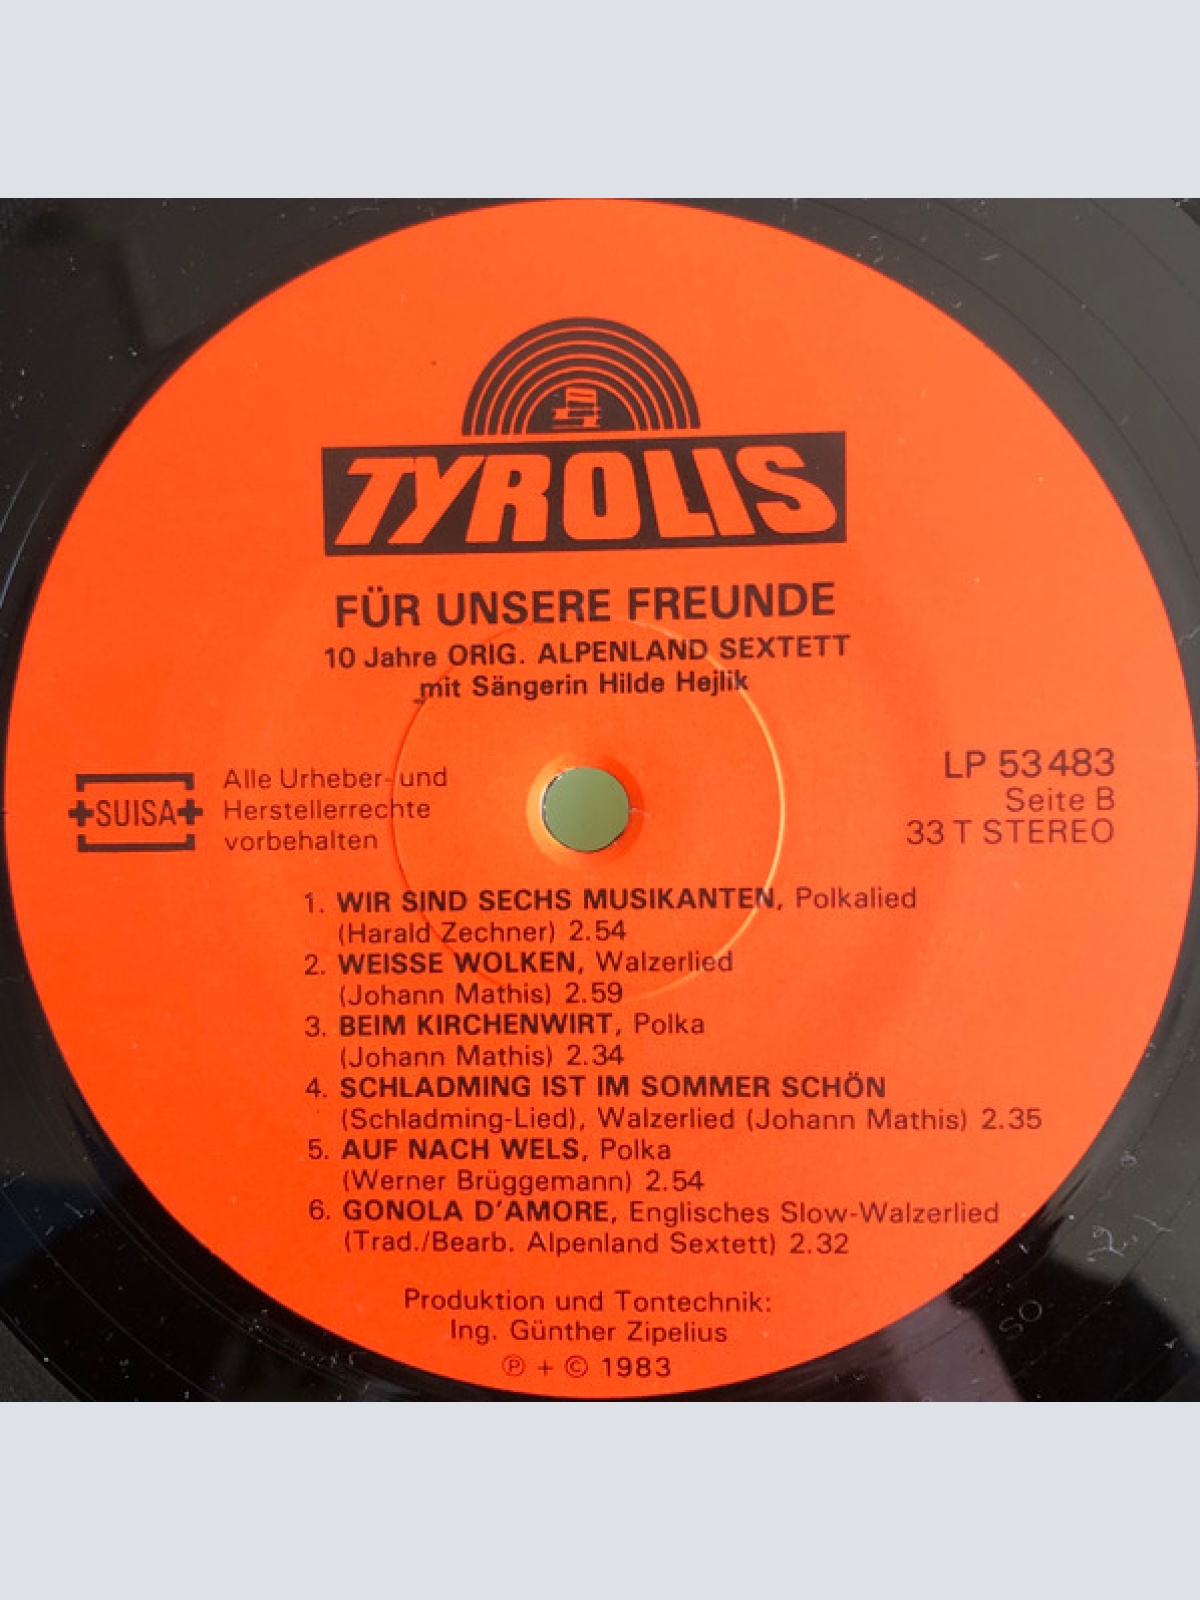 TYROLIS
FÜR UNSERE FREUNDE
10 Jahre ORIG. ALPENLAND SEXTETT
mit Sängerin Hilde Hejlik
+SUISA+
Alle Urheber- und
Herstellerrechte
vorbehalten
LP 53 483
Seite B
33 T STEREO
1. WIR SIND SECHS MUSIKANTEN, Polkalied
(Harald Zechner) 2.54
2. WEISSE WOLKEN, Walzerlied
(Johann Mathis) 2.59
3. BEIM KIRCHENWIRT, Polka
(Johann Mathis) 2.34
4. SCHLADMING IST IM SOMMER SCHÖN
(Schladming-Lied), Walzerlied (Johann Mathis) 2.35
5. AUF NACH WELS, Polka
(Werner Brüggemann) 2.54
6. GONOLA D'AMORE, Englisches Slow-Walzerlied
(Trad./Bearb. Alpenland Sextett) 2.32
Produktion und Tontechnik:
Ing. Günther Zipelius
℗ + © 1983